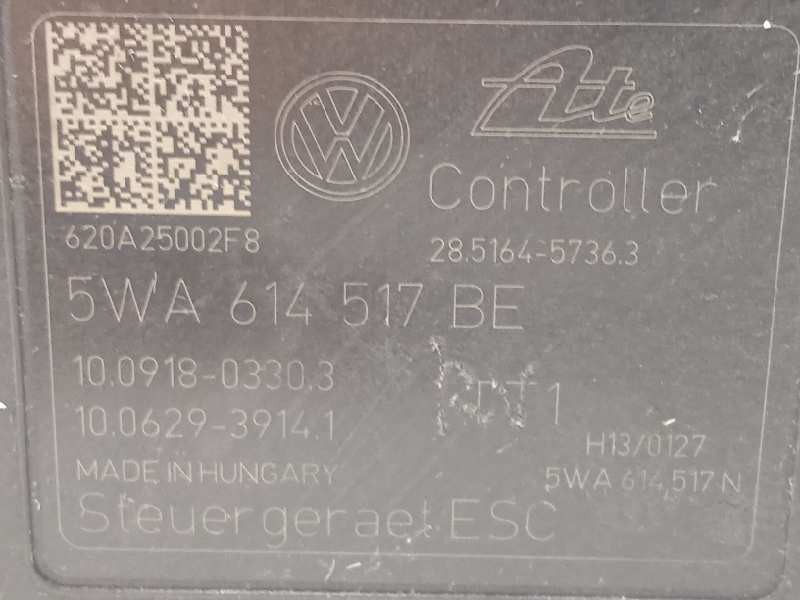 Ate
Controller
620A25002F8
28.5164-5736.3
5WA 614 517 BE
10.0918-0330.3
10.0629-3914.1
1
H13/0127
MADE IN HUNGARY
5WA 614 517 N
Steuergeraet ESC